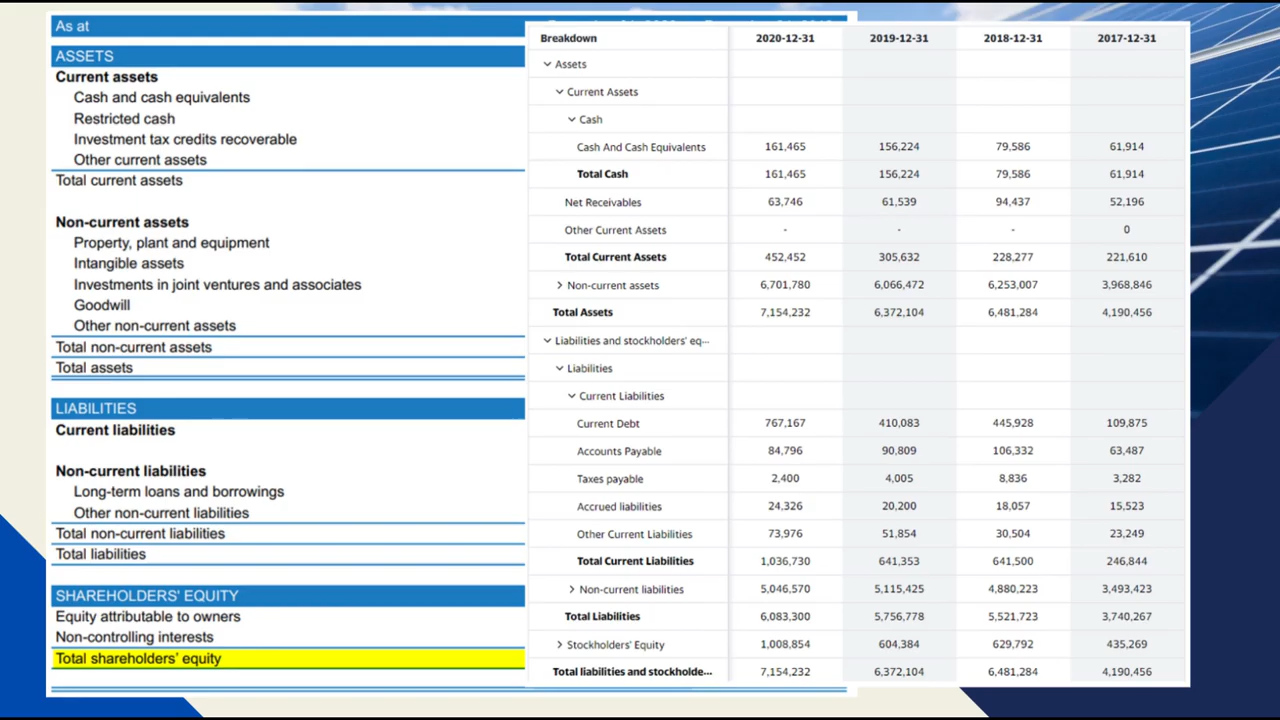 As at
ASSETS
Current assets
Cash and cash equivalents
Restricted cash
Investment tax credits recoverable
Other current assets
Total current assets
Non-current assets
Property, plant and equipment
Intangible assets
Investments in joint ventures and associates
Goodwill
Other non-current assets
Total non-current assets
Total assets
LIABILITIES
Current liabilities
Non-current liabilities
Long-term loans and borrowings
Other non-current liabilities
Total non-current liabilities
Total liabilities
SHAREHOLDERS' EQUITY
Equity attributable to owners
Non-controlling interests
Total shareholders' equity
Breakdown 2020-12-31 2019-12-31 2018-12-31 2017-12-31
Assets
Current Assets
Cash
Cash And Cash Equivalents 161,465 156,224 79,586 61,914
Total Cash 161,465 156,224 79,586 61,914
Net Receivables 63,746 61,539 94,437 52,196
Other Current Assets - - - 0
Total Current Assets 452,452 305,632 228,277 221,610
Non-current assets 6,701,780 6,066,472 6,253,007 3,968,846
Total Assets 7,154,232 6,372,104 6,481,284 4,190,456
Liabilities and stockholders' eq...
Liabilities
Current Liabilities
Current Debt 767,167 410,083 445,928 109,875
Accounts Payable 84,796 90,809 106,332 63,487
Taxes payable 2,400 4,005 8,836 3,282
Accrued liabilities 24,326 20,200 18,057 15,523
Other Current Liabilities 73,976 51,854 30,504 23,249
Total Current Liabilities 1,036,730 641,353 641,500 246,844
Non-current liabilities 5,046,570 5,115,425 4,880,223 3,493,423
Total Liabilities 6,083,300 5,756,778 5,521,723 3,740,267
Stockholders' Equity 1,008,854 604,384 629,792 435,269
Total liabilities and stockholde... 7,154,232 6,372,104 6,481,284 4,190,456